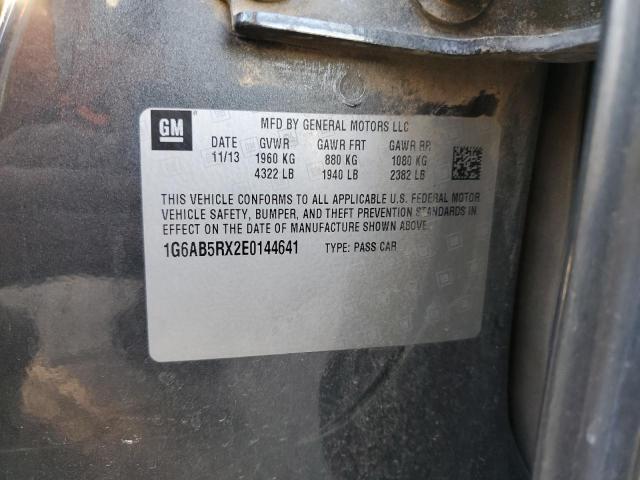 GM
MFD BY GENERAL MOTORS LLC
DATE GVWR GAWR FRT GAWR RR
11/13 1960 KG 880 KG 1080 KG
4322 LB 1940 LB 2382 LB
THIS VEHICLE CONFORMS TO ALL APPLICABLE U.S. FEDERAL MOTOR
VEHICLE SAFETY, BUMPER, AND THEFT PREVENTION STANDARDS IN
EFFECT ON THE DATE OF MANUFACTURE SHOWN ABOVE.
1G6AB5RX2E0144641 TYPE: PASS CAR